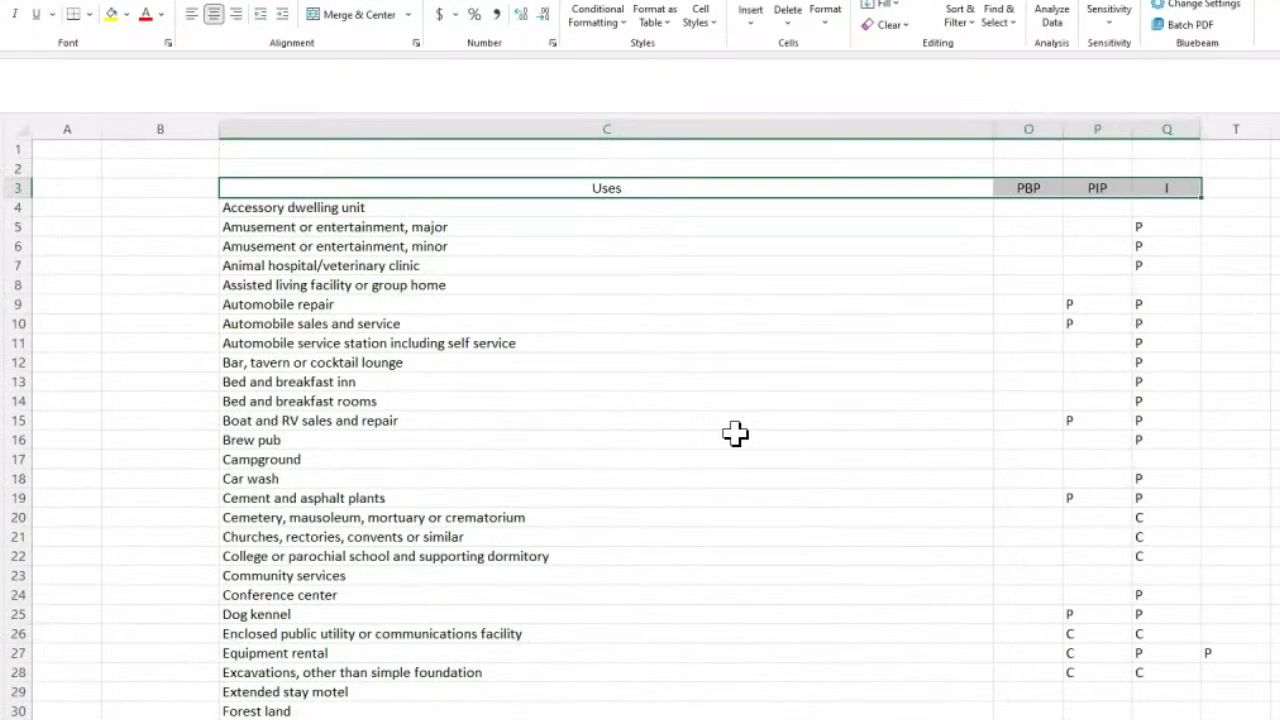 I U A Merge & Center $ % , Conditional Formatting Format as Table Cell Styles Insert Delete Format Fill Clear Sort & Filter Find & Select Analyze Data Sensitivity Change Settings Batch PDF
Font Alignment Number Styles Cells Editing Analysis Sensitivity Bluebeam
A B C O P Q T
1
2
3 Uses PBP PIP I
4 Accessory dwelling unit
5 Amusement or entertainment, major P
6 Amusement or entertainment, minor P
7 Animal hospital/veterinary clinic P
8 Assisted living facility or group home
9 Automobile repair P P
10 Automobile sales and service P P
11 Automobile service station including self service P
12 Bar, tavern or cocktail lounge P
13 Bed and breakfast inn P
14 Bed and breakfast rooms P
15 Boat and RV sales and repair P P
16 Brew pub P
17 Campground
18 Car wash P
19 Cement and asphalt plants P P
20 Cemetery, mausoleum, mortuary or crematorium C
21 Churches, rectories, convents or similar C
22 College or parochial school and supporting dormitory C
23 Community services
24 Conference center P
25 Dog kennel P P
26 Enclosed public utility or communications facility C C
27 Equipment rental C P P
28 Excavations, other than simple foundation C C
29 Extended stay motel
30 Forest land